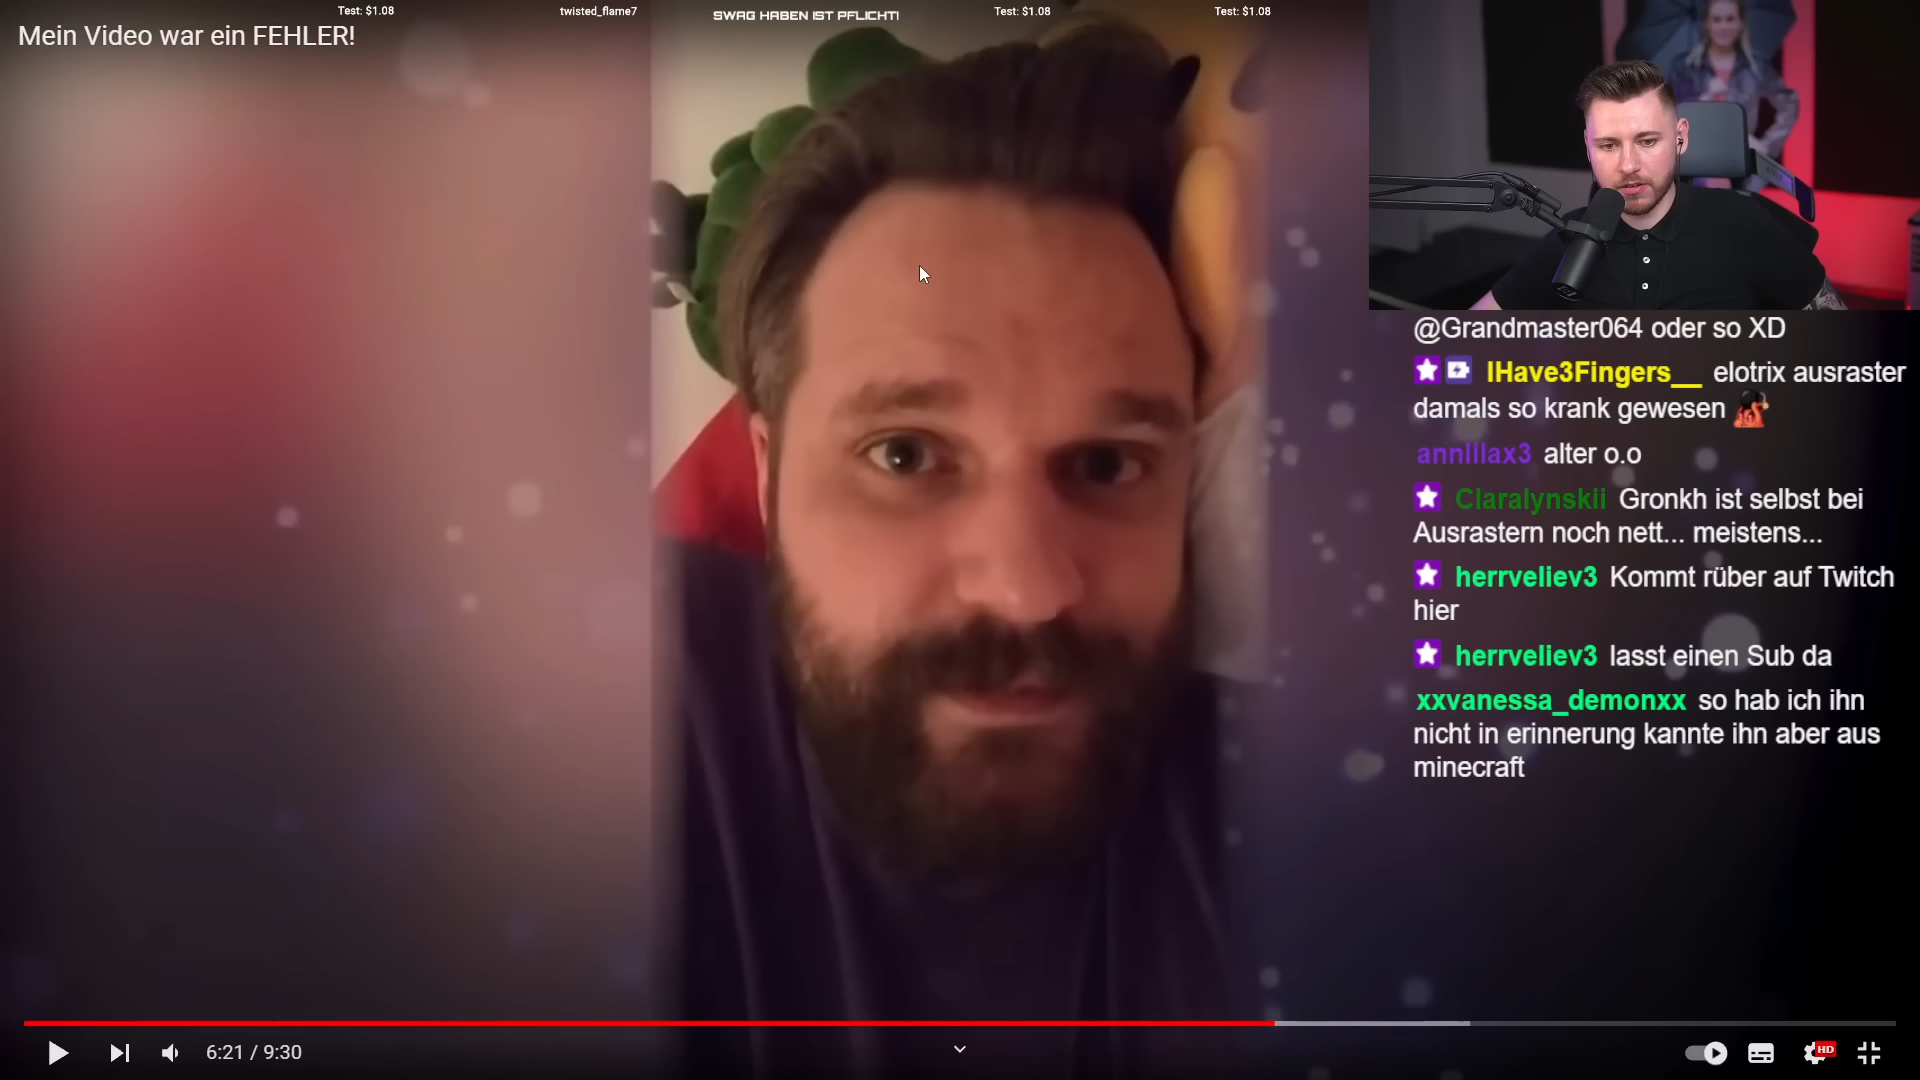 Test: $1.08
twisted_flame7
SWAG HABEN IST PFLICHT!
Test: $1.08
Test: $1.08
Mein Video war ein FEHLER!
@Grandmaster064 oder so XD
IHave3Fingers__ elotrix ausraster
damals so krank gewesen
annlllax3 alter o.o
Claralynskii Gronkh ist selbst bei
Ausrastern noch nett... meistens...
herrveliev3 Kommt rüber auf Twitch
hier
herrveliev3 lasst einen Sub da
xxvanessa_demonxx so hab ich ihn
nicht in erinnerung kannte ihn aber aus
minecraft
6:21 / 9:30
HD